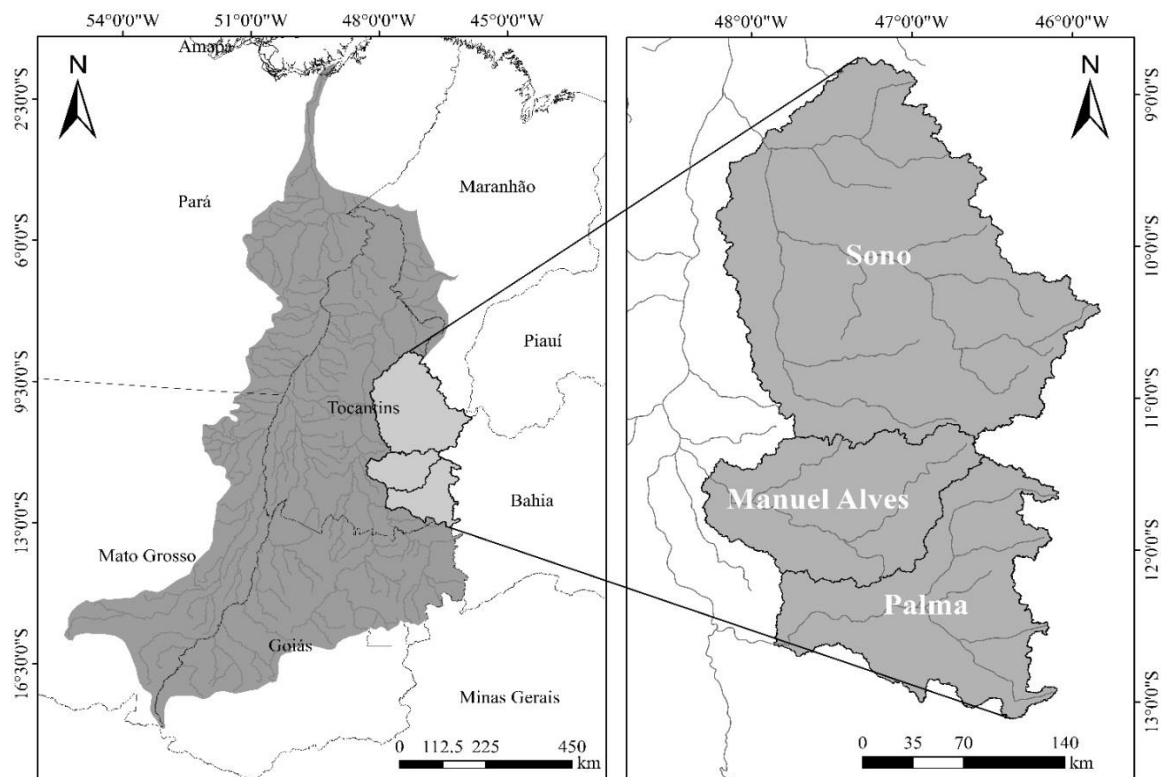 54°0'0"W 51°0'0"W 48°0'0"W 45°0'0"W
Amapá
N
2°30'0"S
Maranhão
Pará
6°0'0"S
Piauí
9°30'0"S
Tocantins
Bahia
13°0'0"S
Mato Grosso
Goiás
16°30'0"S
Minas Gerais
0 112.5 225 450
km
48°0'0"W 47°0'0"W 46°0'0"W
N
9°0'0"S
Sono
10°0'0"S
11°0'0"S
Manuel Alves
12°0'0"S
Palma
13°0'0"S
0 35 70 140
km